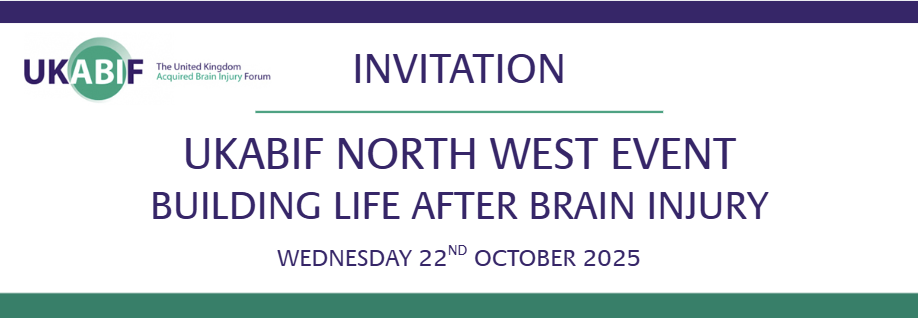 UKABIF
The United Kingdom
Acquired Brain Injury Forum
INVITATION
UKABIF NORTH WEST EVENT
BUILDING LIFE AFTER BRAIN INJURY
WEDNESDAY 22ND OCTOBER 2025